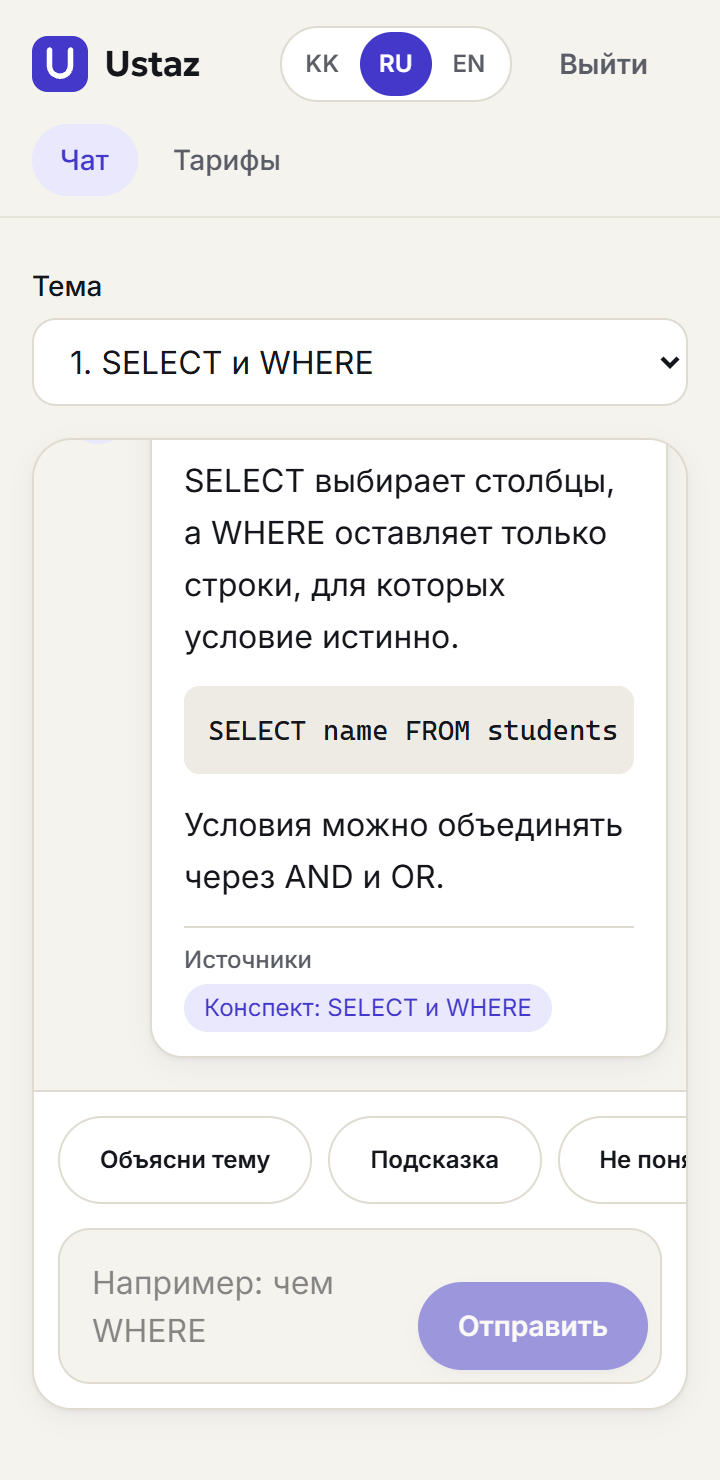 U Ustaz
KK RU EN
Выйти
Чат Тарифы
Тема
1. SELECT и WHERE
SELECT выбирает столбцы,
а WHERE оставляет только
строки, для которых
условие истинно.
SELECT name FROM students
Условия можно объединять
через AND и OR.
Источники
Конспект: SELECT и WHERE
Объясни тему Подсказка Не
Например: чем
WHERE
Отправить